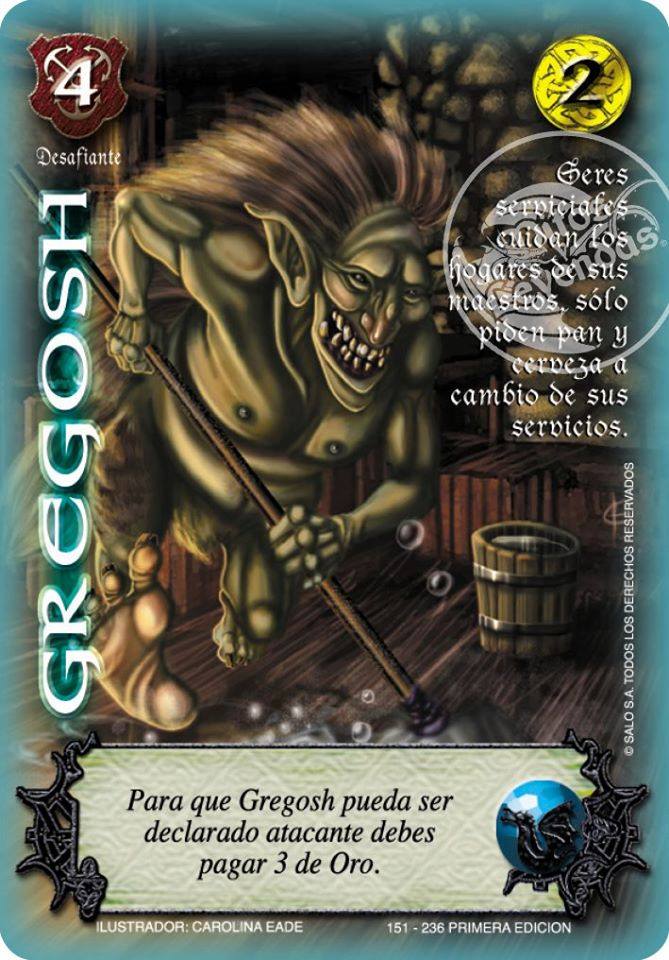 4
2
Desafiante
GREGOSH
Seres
serviciales
cuidan los
hogares de sus
maestros, sólo
piden pan y
cerveza a
cambio de sus
servicios.
© SALO S.A. TODOS LOS DERECHOS RESERVADOS
Para que Gregosh pueda ser
declarado atacante debes
pagar 3 de Oro.
ILUSTRADOR: CAROLINA EADE
151 - 236 PRIMERA EDICION